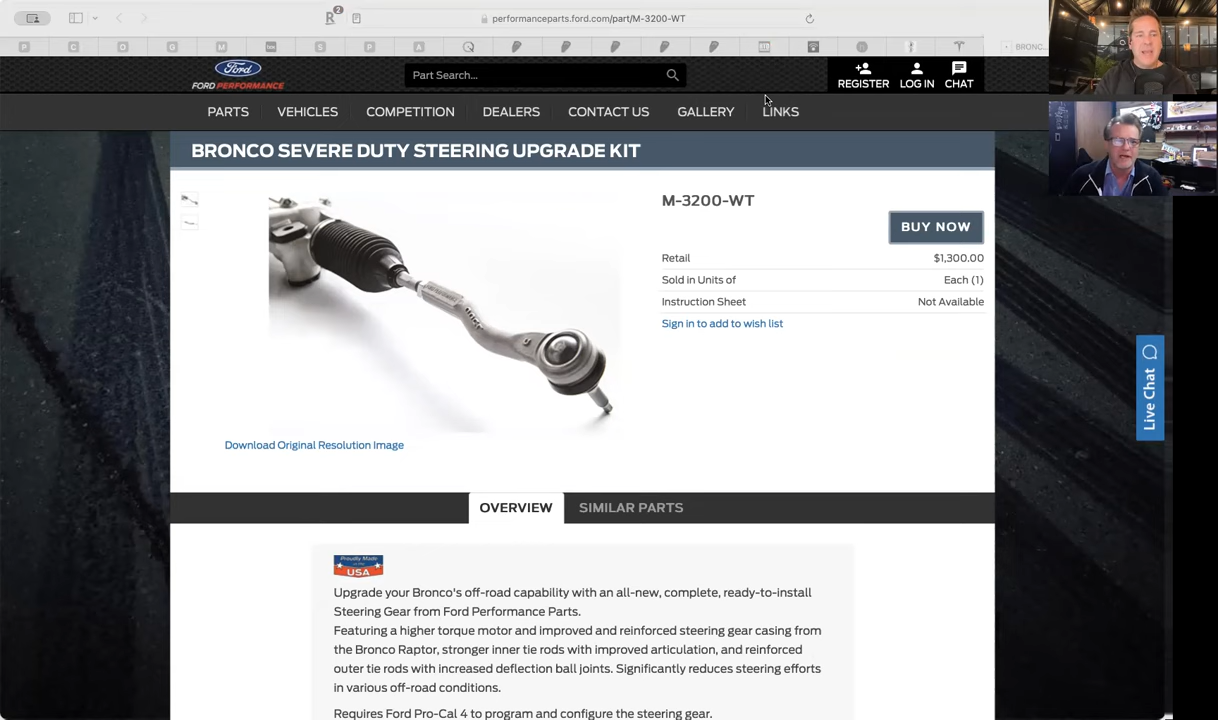 2
performanceparts.ford.com/part/M-3200-WT
P
C
O
G
M
S
P
A
BRONC...
Ford
FORD PERFORMANCE
Part Search...
REGISTER
LOG IN
CHAT
PARTS
VEHICLES
COMPETITION
DEALERS
CONTACT US
GALLERY
LINKS
BRONCO SEVERE DUTY STEERING UPGRADE KIT
M-3200-WT
BUY NOW
Retail $1,300.00
Sold in Units of Each (1)
Instruction Sheet Not Available
Sign in to add to wish list
Live Chat
Download Original Resolution Image
OVERVIEW
SIMILAR PARTS
Proudly Made
USA
Upgrade your Bronco's off-road capability with an all-new, complete, ready-to-install
Steering Gear from Ford Performance Parts.
Featuring a higher torque motor and improved and reinforced steering gear casing from
the Bronco Raptor, stronger inner tie rods with improved articulation, and reinforced
outer tie rods with increased deflection ball joints. Significantly reduces steering efforts
in various off-road conditions.
Requires Ford Pro-Cal 4 to program and configure the steering gear.